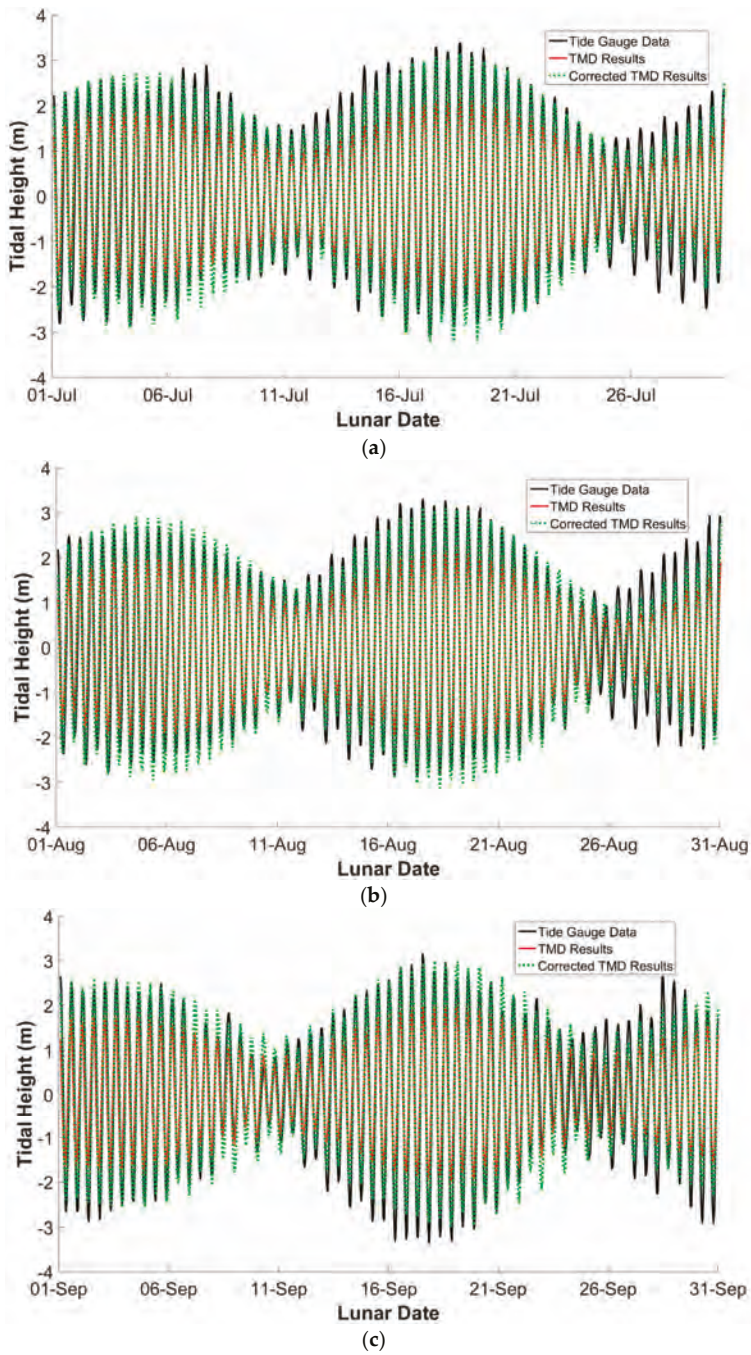 4
3
2
1
0
-1
-2
-3
-4
Tidal Height (m)
Tide Gauge Data
TMD Results
Corrected TMD Results
01-Jul 06-Jul 11-Jul 16-Jul 21-Jul 26-Jul
Lunar Date
(a)
4
3
2
1
0
-1
-2
-3
-4
Tidal Height (m)
Tide Gauge Data
TMD Results
Corrected TMD Results
01-Aug 06-Aug 11-Aug 16-Aug 21-Aug 26-Aug 31-Aug
Lunar Date
(b)
4
3
2
1
0
-1
-2
-3
-4
Tidal Height (m)
Tide Gauge Data
TMD Results
Corrected TMD Results
01-Sep 06-Sep 11-Sep 16-Sep 21-Sep 26-Sep 31-Sep
Lunar Date
(c)